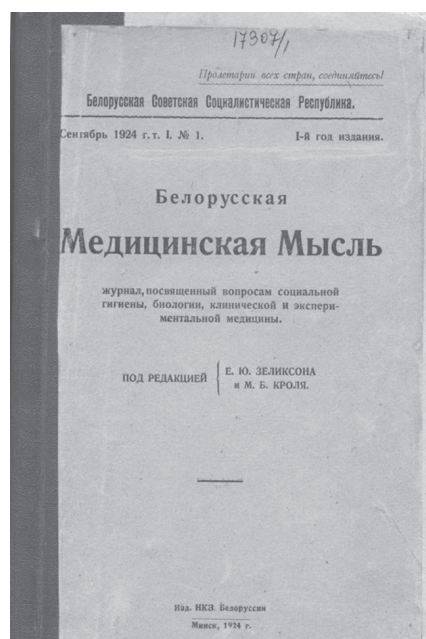 17307/1
Пролетарии всех стран, соединяйтесь!
Белорусская Советская Социалистическая Республика.
Сентябрь 1924 г. т. I. № 1.
I-й год издания.
Белорусская
Медицинская Мысль
журнал, посвященный вопросам социальной
гигиены, биологии, клинической и экспери-
ментальной медицины.
ПОД РЕДАКЦИЕЙ
Е. Ю. ЗЕЛИКСОНА
и М. Б. КРОЛЯ.
Изд. НКЗ. Белоруссии
Минск, 1924 г.